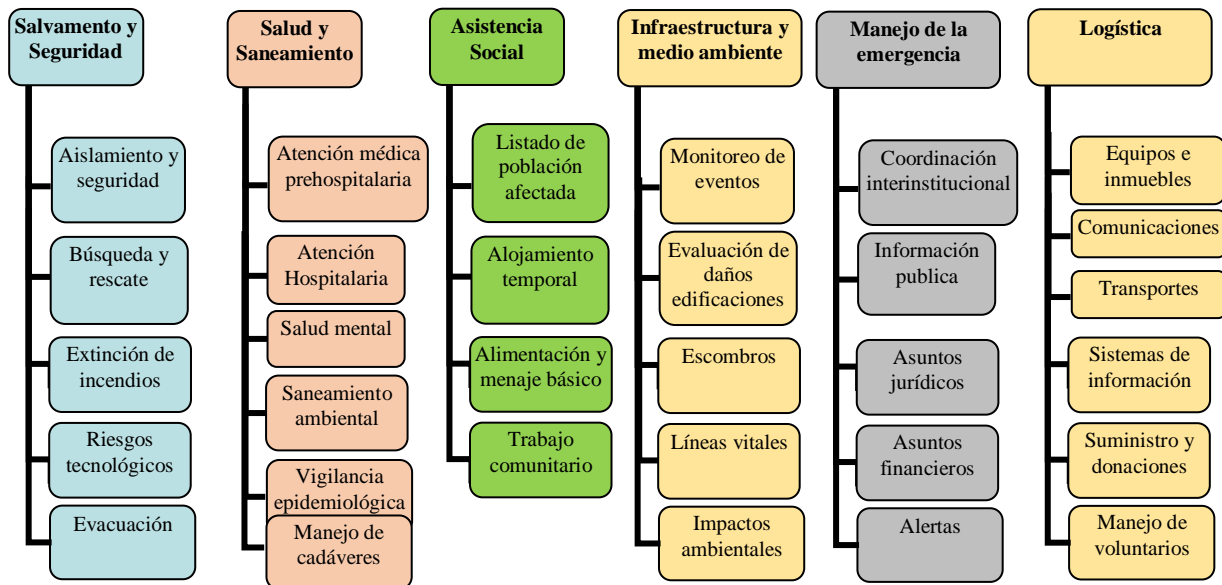 Salvamento y
Seguridad
Aislamiento y
seguridad
Búsqueda y
rescate
Extinción de
incendios
Riesgos
tecnológicos
Evacuación
Salud y
Saneamiento
Atención médica
prehospitalaria
Atención
Hospitalaria
Salud mental
Saneamiento
ambiental
Vigilancia
epidemiológica
Manejo de
cadáveres
Asistencia
Social
Listado de
población
afectada
Alojamiento
temporal
Alimentación y
menaje básico
Trabajo
comunitario
Infraestructura y
medio ambiente
Monitoreo de
eventos
Evaluación de
daños
edificaciones
Escombros
Líneas vitales
Impactos
ambientales
Manejo de la
emergencia
Coordinación
interinstitucional
Información
publica
Asuntos
jurídicos
Asuntos
financieros
Alertas
Logística
Equipos e
inmuebles
Comunicaciones
Transportes
Sistemas de
información
Suministro y
donaciones
Manejo de
voluntarios